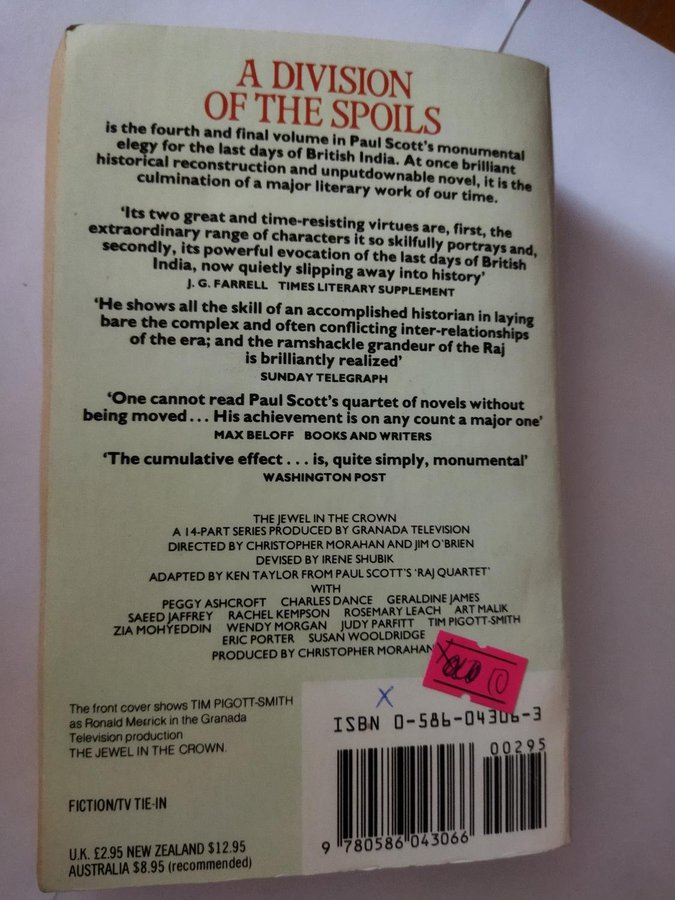 A DIVISION
OF THE SPOILS
is the fourth and final volume in Paul Scott's monumental
elegy for the last days of British India. At once brilliant
historical reconstruction and unputdownable novel, it is the
culmination of a major literary work of our time.
'Its two great and time-resisting virtues are, first, the
extraordinary range of characters it so skilfully portrays and,
secondly, its powerful evocation of the last days of British
India, now quietly slipping away into history'
J. G. FARRELL TIMES LITERARY SUPPLEMENT
'He shows all the skill of an accomplished historian in laying
bare the complex and often conflicting inter-relationships
of the era; and the ramshackle grandeur of the Raj
is brilliantly realized'
SUNDAY TELEGRAPH
'One cannot read Paul Scott's quartet of novels without
being moved... His achievement is on any count a major one'
MAX BELOFF BOOKS AND WRITERS
'The cumulative effect... is, quite simply, monumental'
WASHINGTON POST
THE JEWEL IN THE CROWN
A 14-PART SERIES PRODUCED BY GRANADA TELEVISION
DIRECTED BY CHRISTOPHER MORAHAN AND JIM O'BRIEN
DEVISED BY IRENE SHUBIK
ADAPTED BY KEN TAYLOR FROM PAUL SCOTT'S 'RAJ QUARTET'
WITH
PEGGY ASHCROFT CHARLES DANCE GERALDINE JAMES
SAEED JAFFREY RACHEL KEMPSON ROSEMARY LEACH ART MALIK
ZIA MOHYEDDIN WENDY MORGAN JUDY PARFITT TIM PIGOTT-SMITH
ERIC PORTER SUSAN WOOLDRIDGE
PRODUCED BY CHRISTOPHER MORAHAN
X
The front cover shows TIM PIGOTT-SMITH
as Ronald Merrick in the Granada
Television production
THE JEWEL IN THE CROWN.
ISBN 0-586-04306-3
00295
FICTION/TV TIE-IN
9 780586 043066
U.K. £2.95 NEW ZEALAND $12.95
AUSTRALIA $8.95 (recommended)